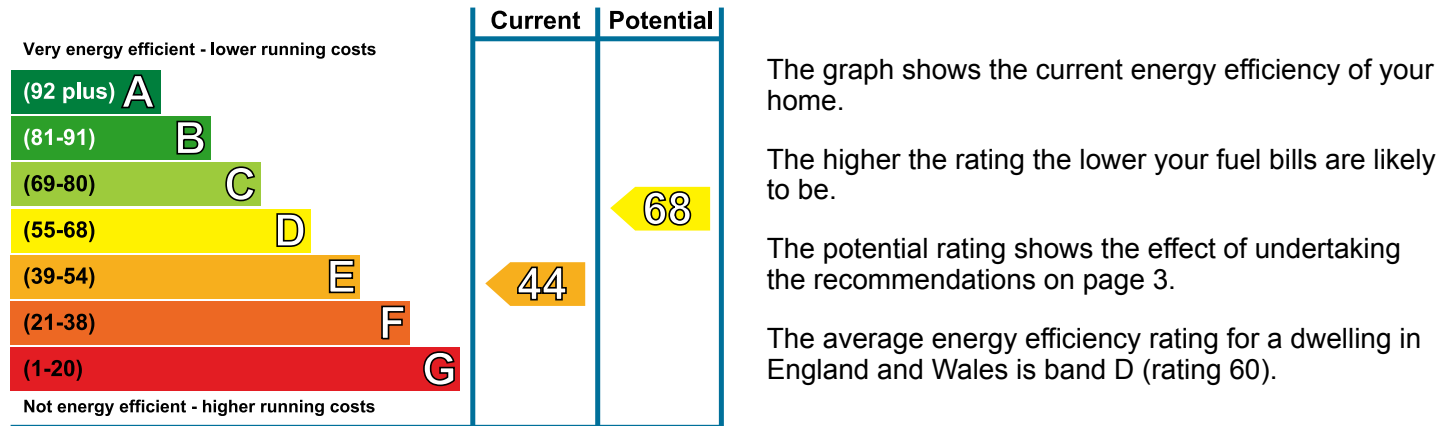 Current Potential
Very energy efficient - lower running costs
(92 plus) A
(81-91) B
(69-80) C
(55-68) D
(39-54) E
(21-38) F
(1-20) G
Not energy efficient - higher running costs
68
44
The graph shows the current energy efficiency of your
home.
The higher the rating the lower your fuel bills are likely
to be.
The potential rating shows the effect of undertaking
the recommendations on page 3.
The average energy efficiency rating for a dwelling in
England and Wales is band D (rating 60).